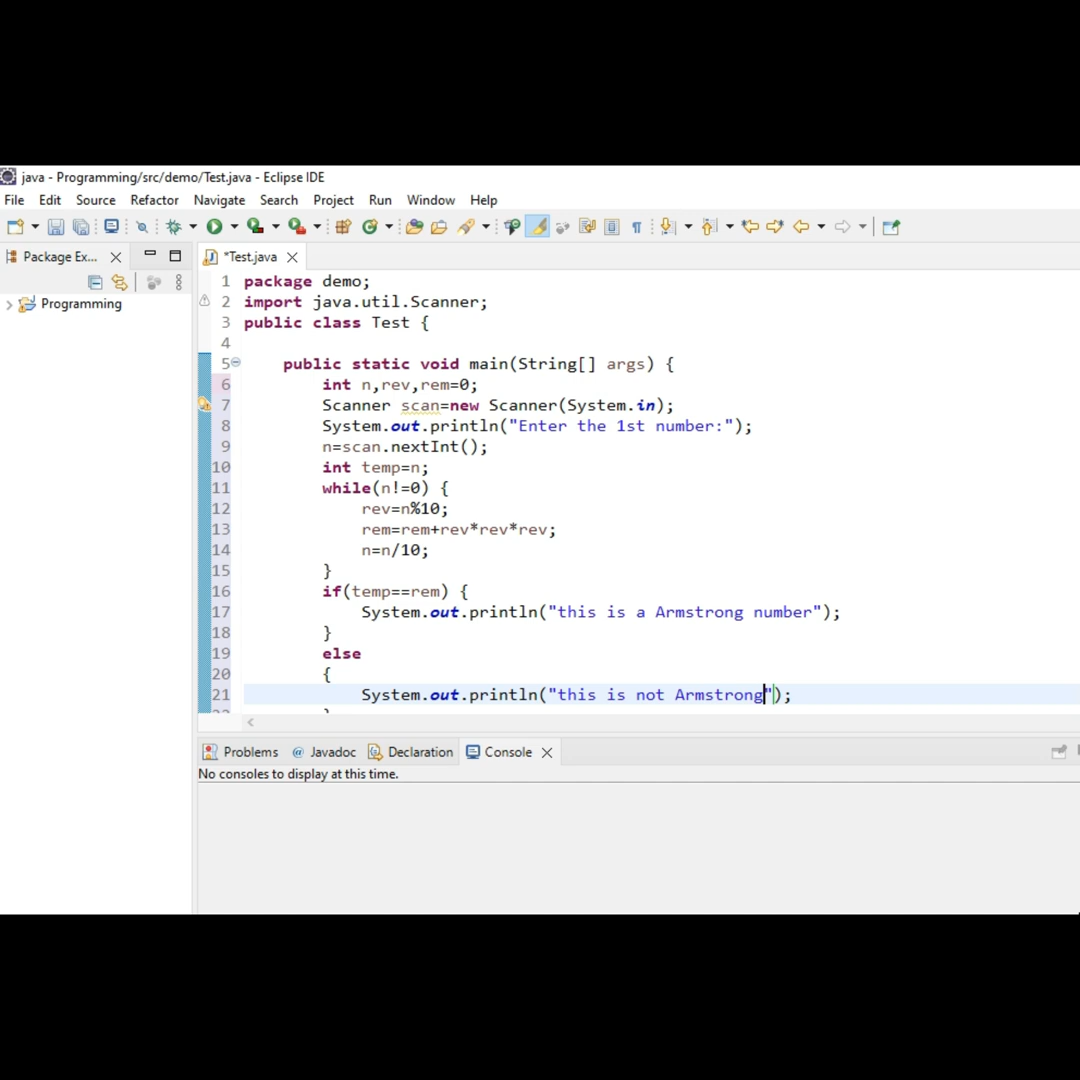 java - Programming/src/demo/Test.java - Eclipse IDE
File Edit Source Refactor Navigate Search Project Run Window Help
Package Ex...
*Test.java
Programming
1 package demo;
2 import java.util.Scanner;
3 public class Test {
4
5 public static void main(String[] args) {
6 int n,rev,rem=0;
7 Scanner scan=new Scanner(System.in);
8 System.out.println("Enter the 1st number:");
9 n=scan.nextInt();
10 int temp=n;
11 while(n!=0) {
12 rev=n%10;
13 rem=rem+rev*rev*rev;
14 n=n/10;
15 }
16 if(temp==rem) {
17 System.out.println("this is a Armstrong number");
18 }
19 else
20 {
21 System.out.println("this is not Armstrong");
Problems @ Javadoc Declaration Console
No consoles to display at this time.